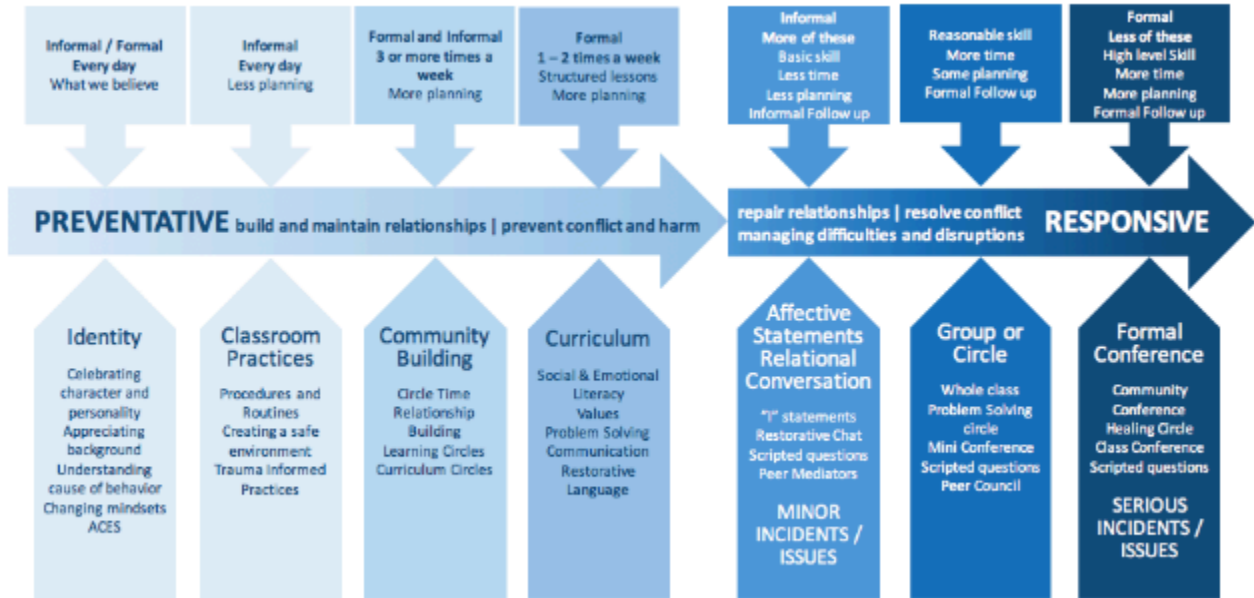 Informal / Formal
Every day
What we believe
Informal
Every day
Less planning
Formal and Informal
3 or more times a
week
More planning
Formal
1 – 2 times a week
Structured lessons
More planning
Informal
More of these
Basic skill
Less time
Less planning
Informal Follow up
Reasonable skill
More time
Some planning
Formal Follow up
Formal
Less of these
High level Skill
More time
More planning
Formal Follow up
PREVENTATIVE build and maintain relationships | prevent conflict and harm
repair relationships | resolve conflict
managing difficulties and disruptions
RESPONSIVE
Identity
Celebrating
character and
personality
Appreciating
background
Understanding
cause of behavior
Changing mindsets
ACES
Classroom
Practices
Procedures and
Routines
Creating a safe
environment
Trauma Informed
Practices
Community
Building
Circle Time
Relationship
Building
Learning Circles
Curriculum Circles
Curriculum
Social & Emotional
Literacy
Values
Problem Solving
Communication
Restorative
Language
Affective
Statements
Relational
Conversation
"I" statements
Restorative Chat
Scripted questions
Peer Mediators
MINOR
INCIDENTS /
ISSUES
Group or
Circle
Whole class
Problem Solving
circle
Mini Conference
Scripted questions
Peer Council
Formal
Conference
Community
Conference
Healing Circle
Class Conference
Scripted questions
SERIOUS
INCIDENTS /
ISSUES